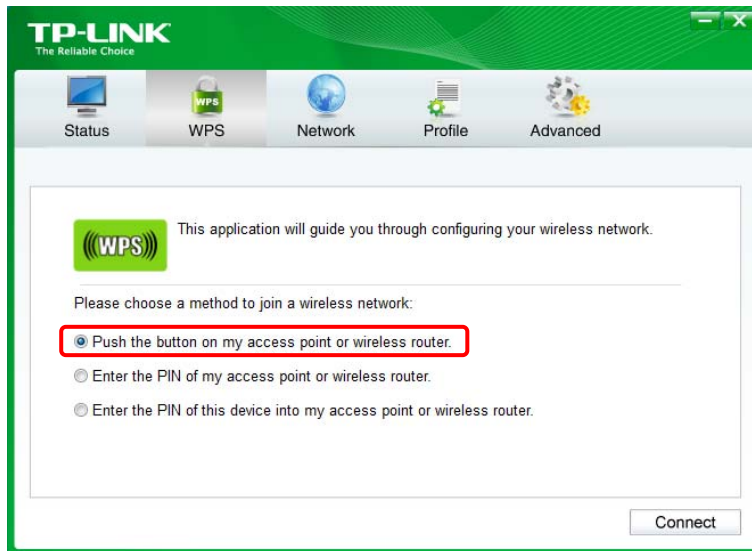 TP-LINK
The Reliable Choice
Status WPS Network Profile Advanced
WPS
(((WPS))) This application will guide you through configuring your wireless network.
Please choose a method to join a wireless network:
Push the button on my access point or wireless router.
Enter the PIN of my access point or wireless router.
Enter the PIN of this device into my access point or wireless router.
Connect